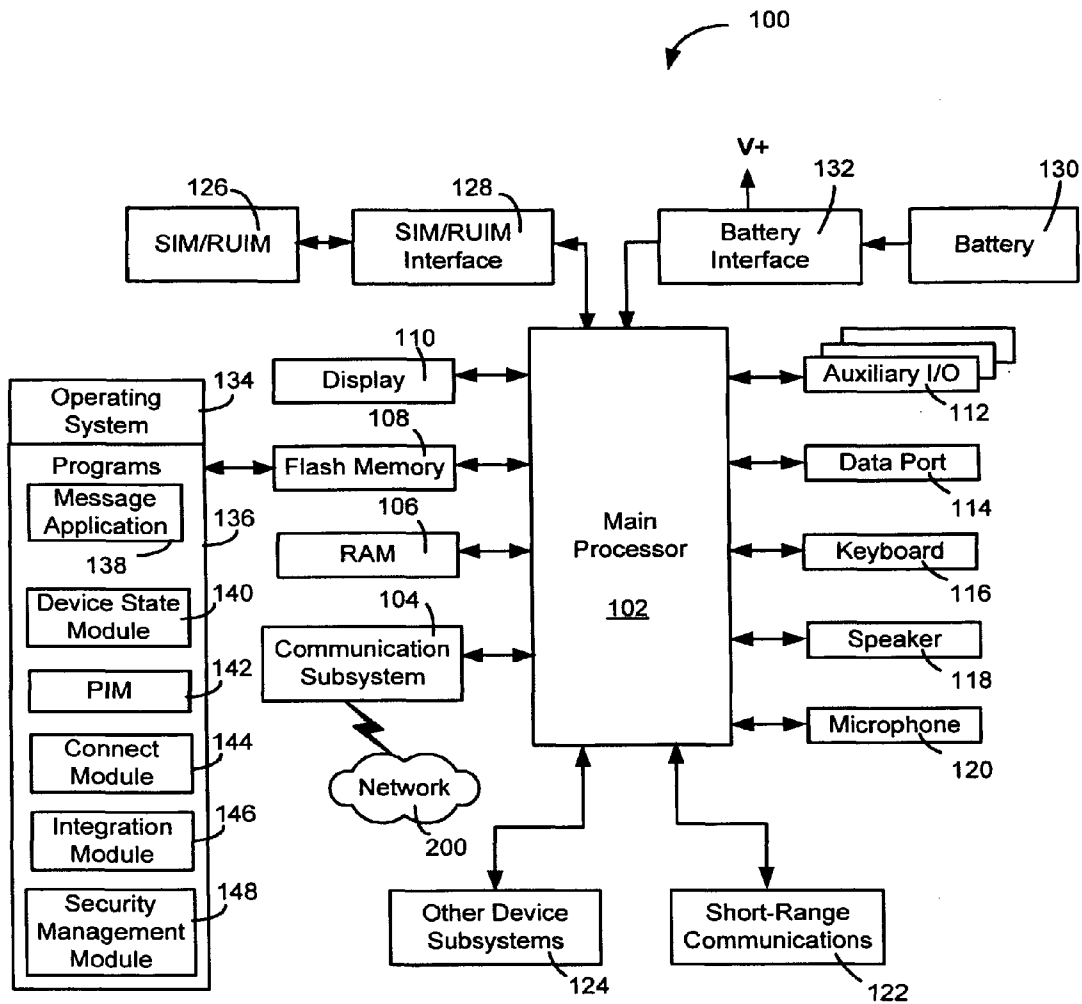 100
V+
126
128
132
130
SIM/RUIM
SIM/RUIM
Interface
Battery
Interface
Battery
110
Display
Auxiliary I/O
112
Operating
System
134
108
Flash Memory
Data Port
114
Programs
Message
Application
138
136
106
RAM
Main
Processor
102
Keyboard
116
Device State
Module
140
104
Communication
Subsystem
Speaker
118
PIM
142
Microphone
120
Connect
Module
144
Network
200
Integration
Module
146
Security
Management
Module
148
Other Device
Subsystems
124
Short-Range
Communications
122